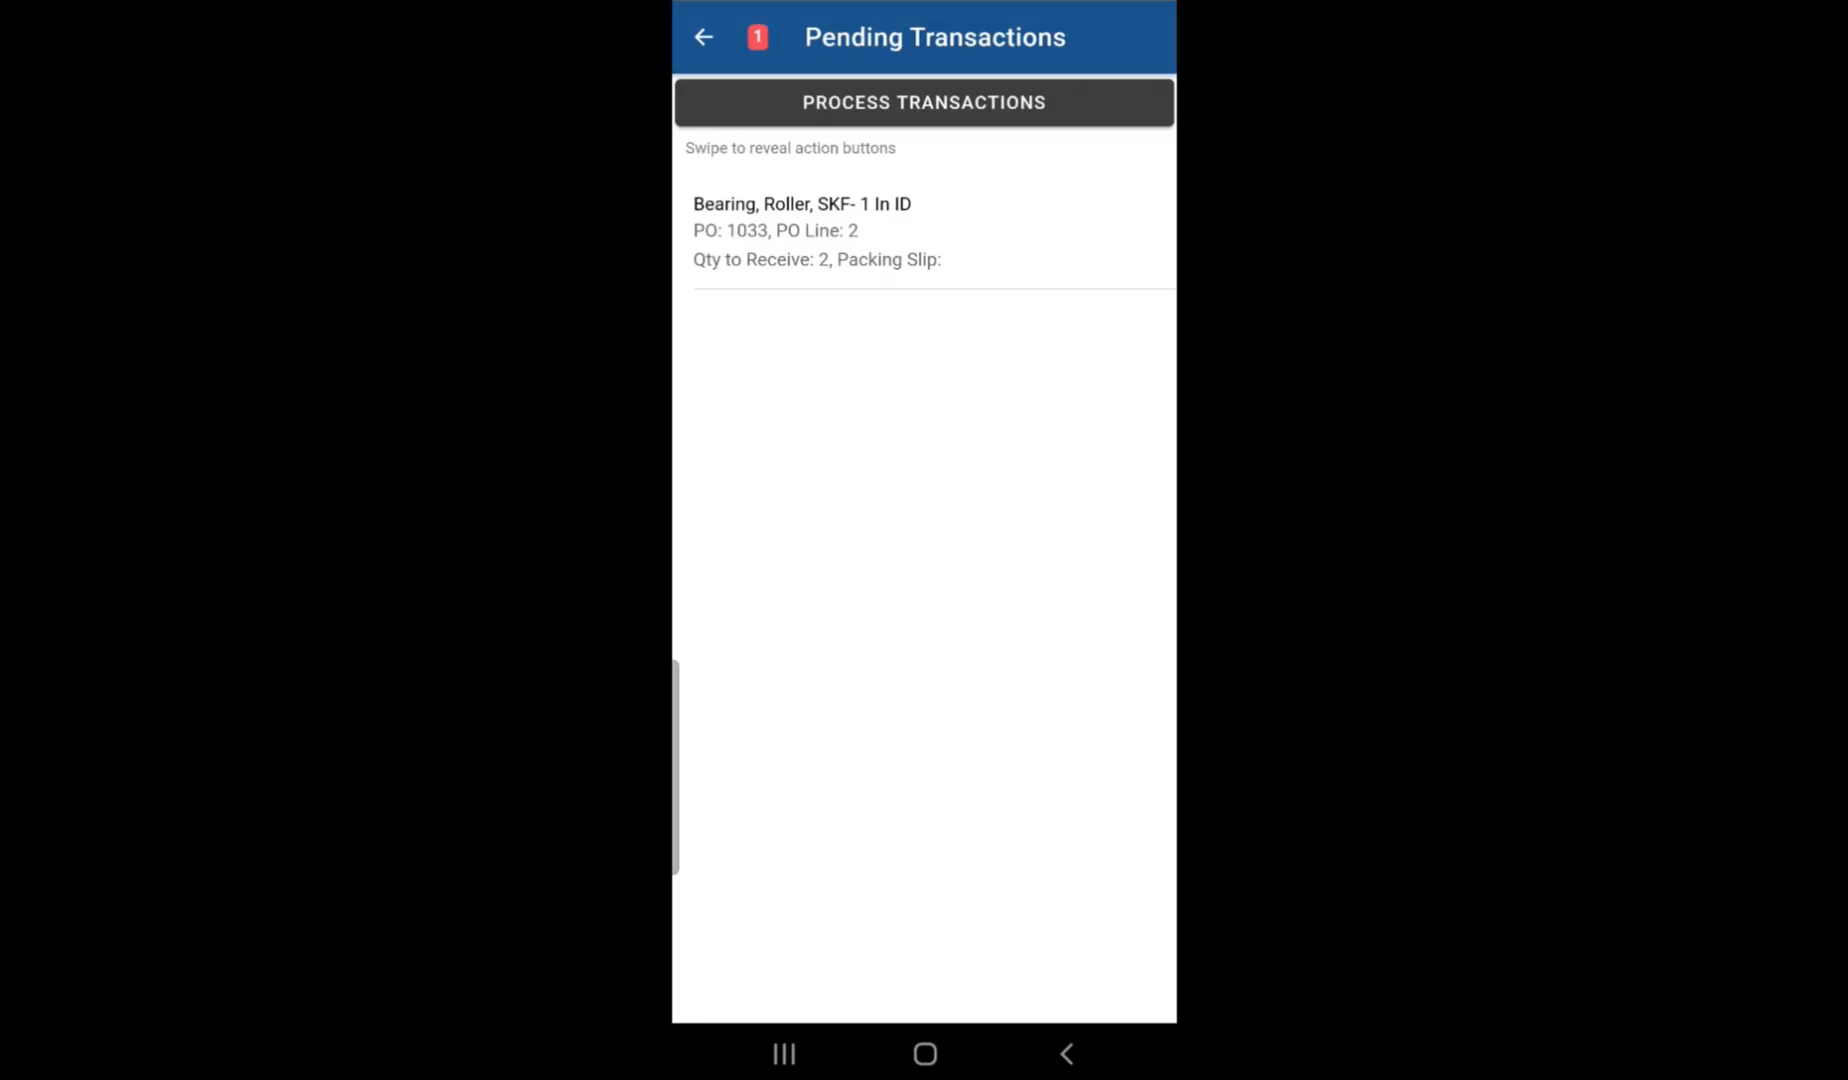 1
Pending Transactions
PROCESS TRANSACTIONS
Swipe to reveal action buttons
Bearing, Roller, SKF- 1 In ID
PO: 1033, PO Line: 2
Qty to Receive: 2, Packing Slip: